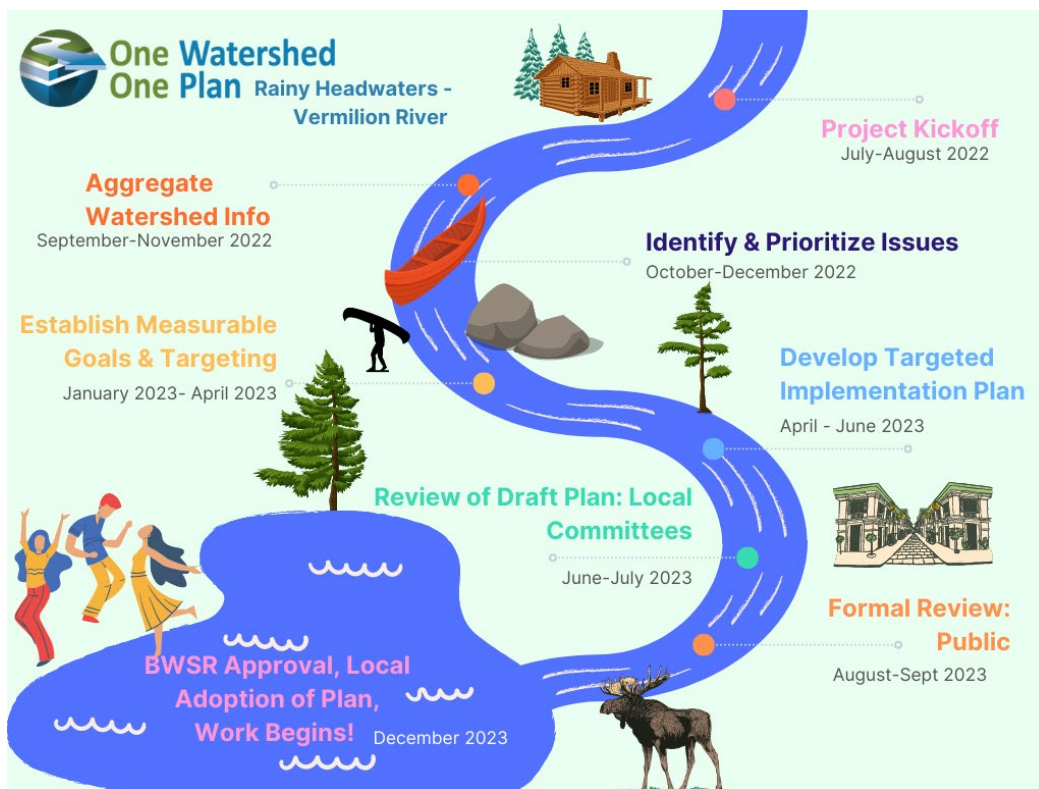 One Watershed
One Plan Rainy Headwaters -
Vermilion River
Project Kickoff
July-August 2022
Aggregate
Watershed Info
September-November 2022
Identify & Prioritize Issues
October-December 2022
Establish Measurable
Goals & Targeting
January 2023- April 2023
Develop Targeted
Implementation Plan
April - June 2023
Review of Draft Plan: Local
Committees
June-July 2023
Formal Review:
Public
August-Sept 2023
BWSR Approval, Local
Adoption of Plan,
Work Begins! December 2023